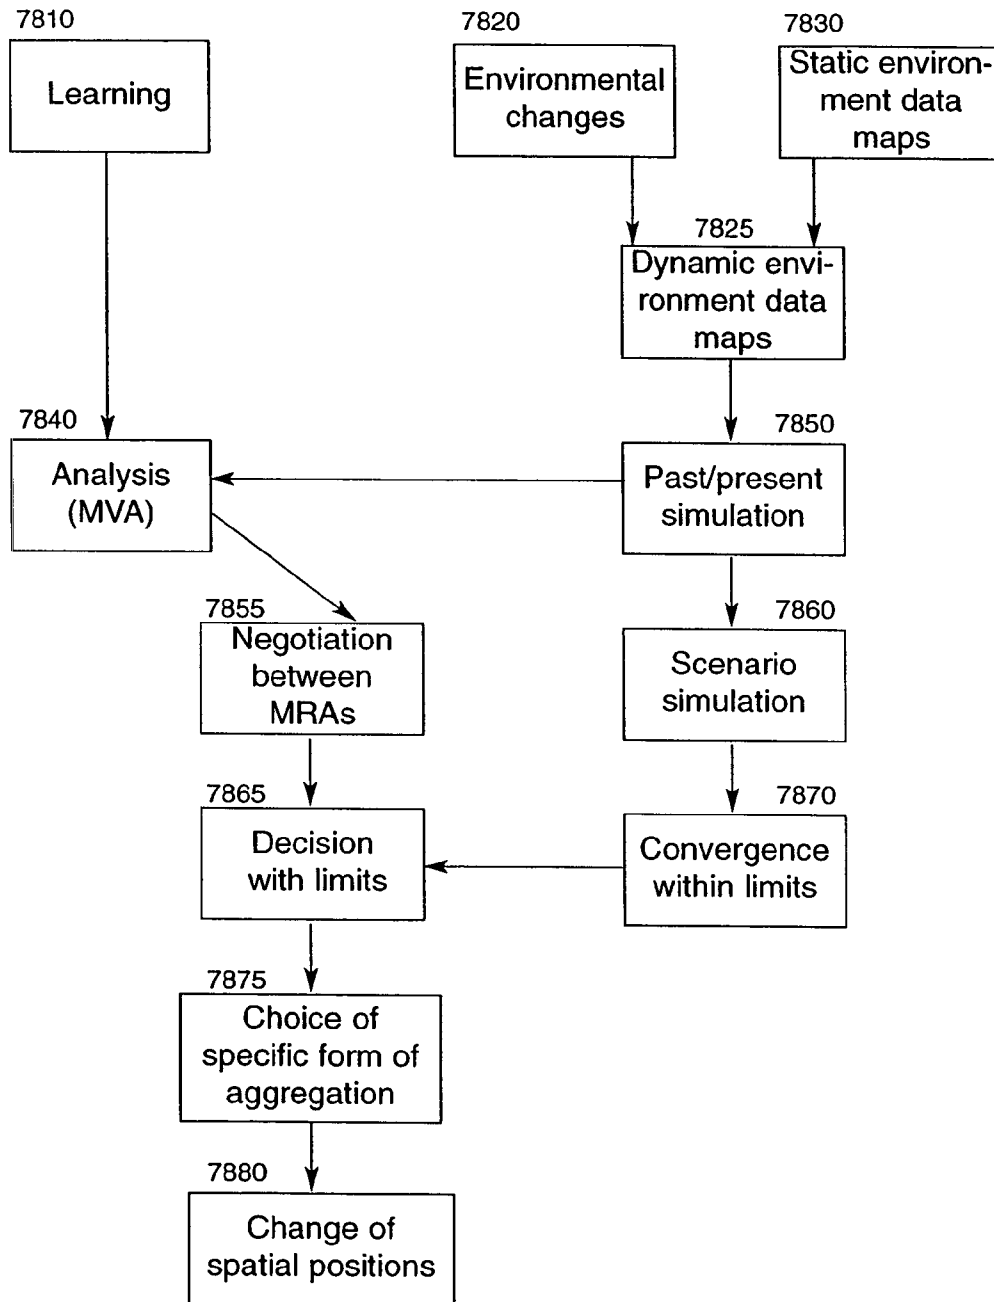 7810
Learning
7820
Environmental
changes
7830
Static environ-
ment data
maps
7825
Dynamic envi-
ronment data
maps
7840
Analysis
(MVA)
7850
Past/present
simulation
7855
Negotiation
between
MRAs
7860
Scenario
simulation
7865
Decision
with limits
7870
Convergence
within limits
7875
Choice of
specific form of
aggregation
7880
Change of
spatial positions